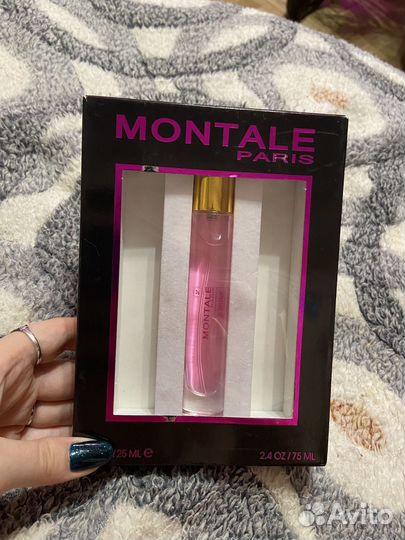 MONTALE
PARIS
MONTALE
/25 ML e
2.4 OZ / 75 ML
Avito